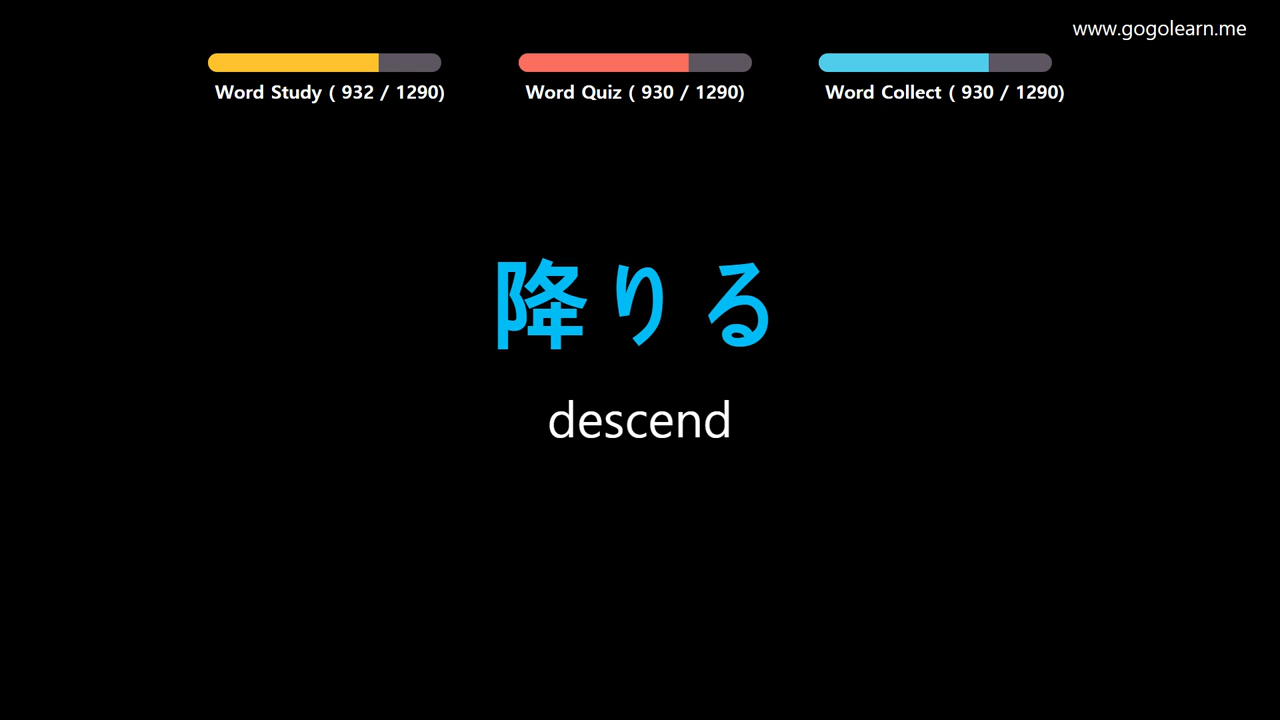 www.gogolearn.me
Word Study ( 932 / 1290)
Word Quiz ( 930 / 1290)
Word Collect ( 930 / 1290)
降りる
descend